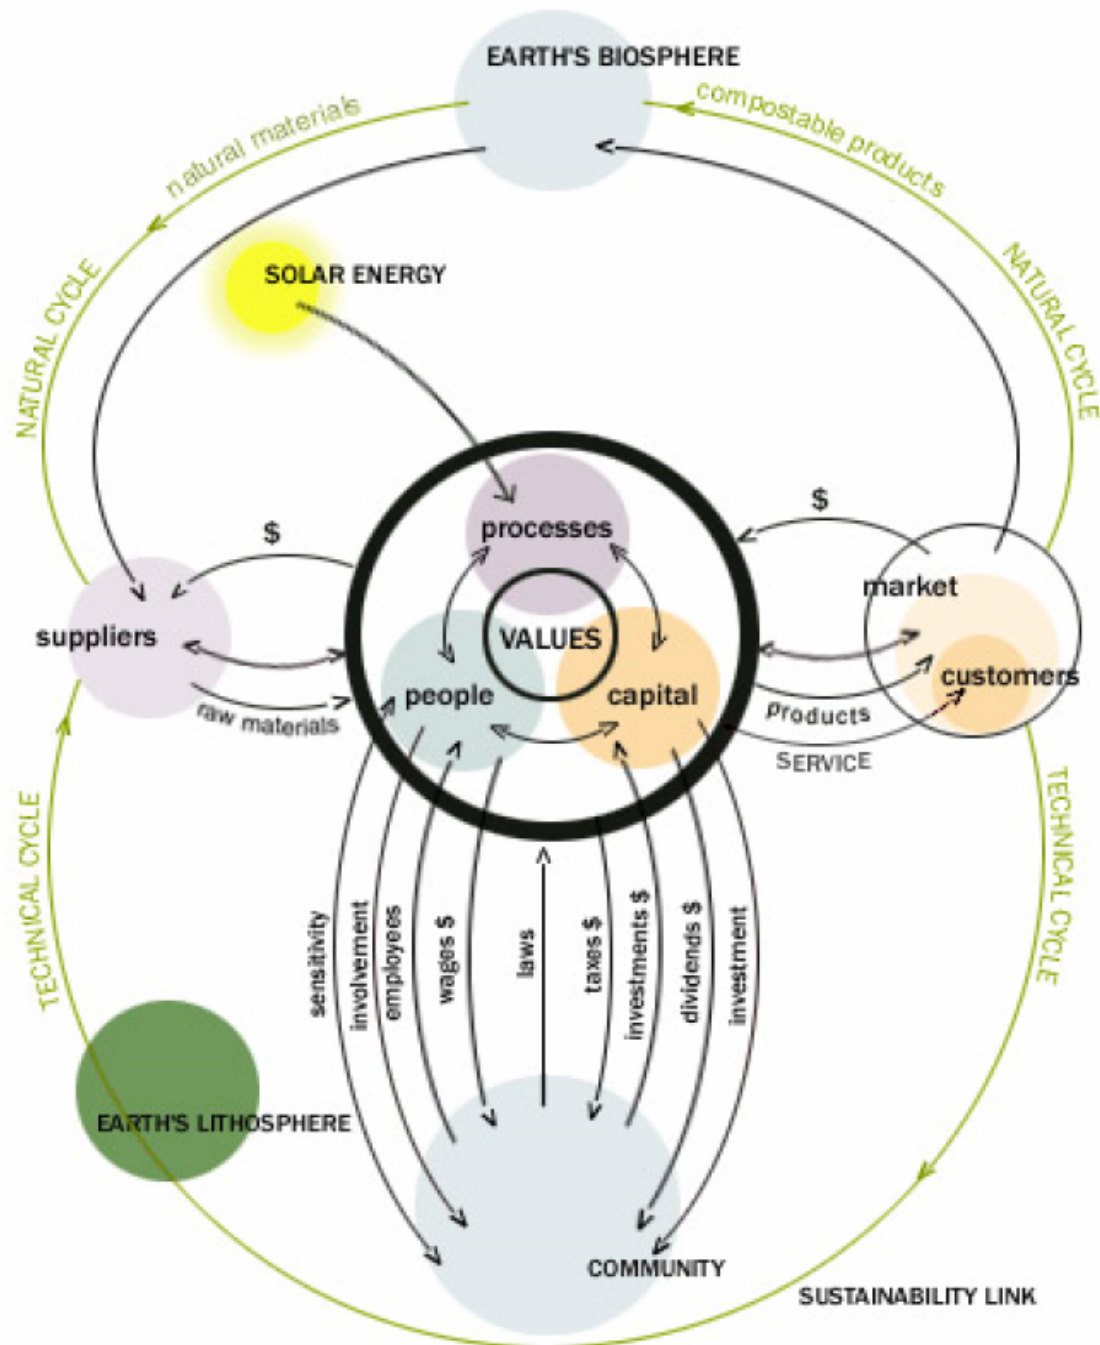 EARTH'S BIOSPHERE
natural materials
compostable products
NATURAL CYCLE
SOLAR ENERGY
NATURAL CYCLE
$
$
processes
market
suppliers
VALUES
customers
people
capital
raw materials
products
SERVICE
TECHNICAL CYCLE
TECHNICAL CYCLE
sensitivity
involvement
employees
wages $
laws
taxes $
investments $
dividends $
investment
EARTH'S LITHOSPHERE
COMMUNITY
SUSTAINABILITY LINK